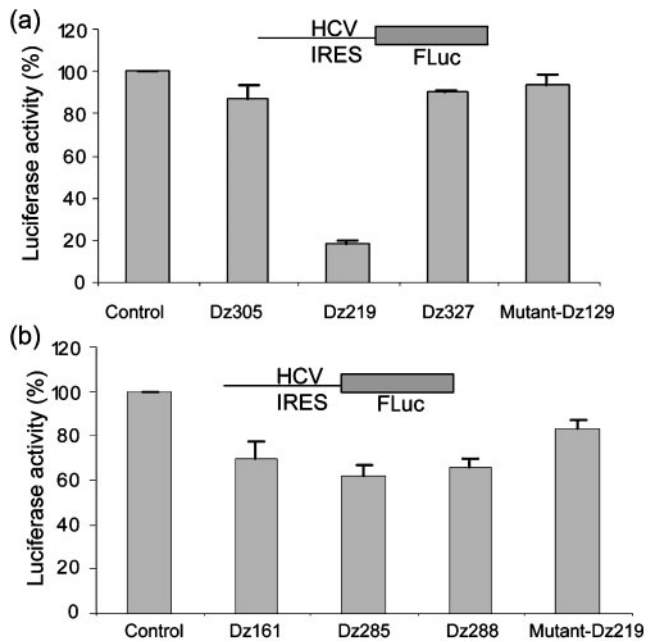 (a)
HCV
IRES
FLuc
Luciferase activity (%)
120
100
80
60
40
20
0
Control Dz305 Dz219 Dz327 Mutant-Dz129
(b)
HCV
IRES
FLuc
Luciferase activity (%)
120
100
80
60
40
20
0
Control Dz161 Dz285 Dz288 Mutant-Dz219